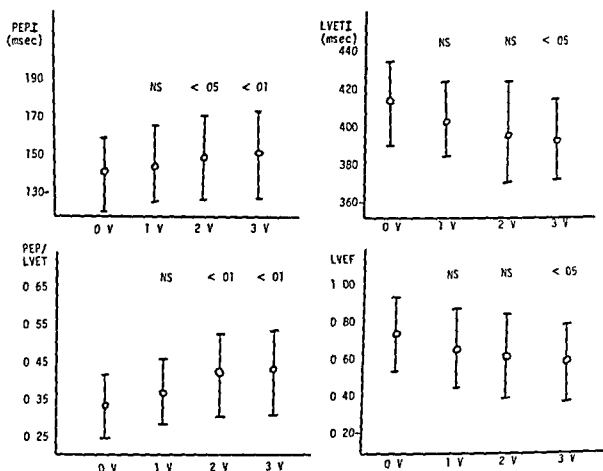 PEPI
(msec)
NS < 05 < 01
190
170
150
130-
0 V 1 V 2 V 3 V
LVETI
(msec)
440
NS NS < 05
420
400
380
360
0 V 1 V 2 V 3 V
PEP/
LVET
0 65
NS < 01 < 01
0 55
0 45
0 35
0 25
0 V 1 V 2 V 3 V
LVEF
1 00
NS NS < 05
0 80
0 60
0 40
0 20
0 V 1 V 2 V 3 V